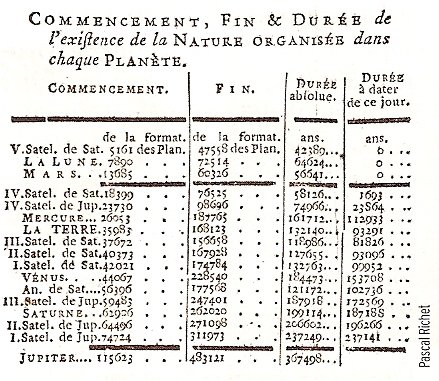 COMMENCEMENT, FIN & DURÉE de
l'exiſtence de la NATURE ORGANISÉE dans
chaque PLANÈTE.
COMMENCEMENT. FIN. DURÉE abſolue. DURÉE à dater de ce jour.
de la format. de la format. ans. ans.
V.Satel. de Sat. 5161 des Plan. 47558 des Plan. 42389... 0 ...
LA LUNE. 7890 . . . 72514 . . . 64624... 0 ...
MARS... 13685 . . . 60326 . . . 56641... 0 ...
IV.Satel. de Sat. 18399 . . . 76525 . . . 58126... 1693...
IV.Satel. de Jup. 23730 . . . 98696 . . . 74966... 23864...
MERCURE... 26053 . . . 187765 . . . 161712... 112933...
LA TERRE. 35983 . . . 168123 . . . 132140... 93291...
III.Satel. de Sat. 37672 . . . 156658 . . . 118986... 81826...
II.Satel. de Sat. 40373 . . . 167928 . . . 127655... 93096...
I.Satel. de Sat. 42021 . . . 174784 . . . 132763... 99952...
VÉNUS.... 44067 . . . 228540 . . . 184473... 153708...
An. de Sat.... 56396 . . . 177568 . . . 121172... 102736...
III.Satel. de Jup. 59483 . . . 247401 . . . 187918... 172569...
SATURNE... 62906 . . . 262020 . . . 199114... 187188...
II.Satel. de Jup. 64496 . . . 271098 . . . 206602... 196266...
I.Satel. de Jup. 74724 . . . 311973 . . . 237249... 237141...
JUPITER.... 115623 . . . 483121 . . . 367498...
Pascal Richet